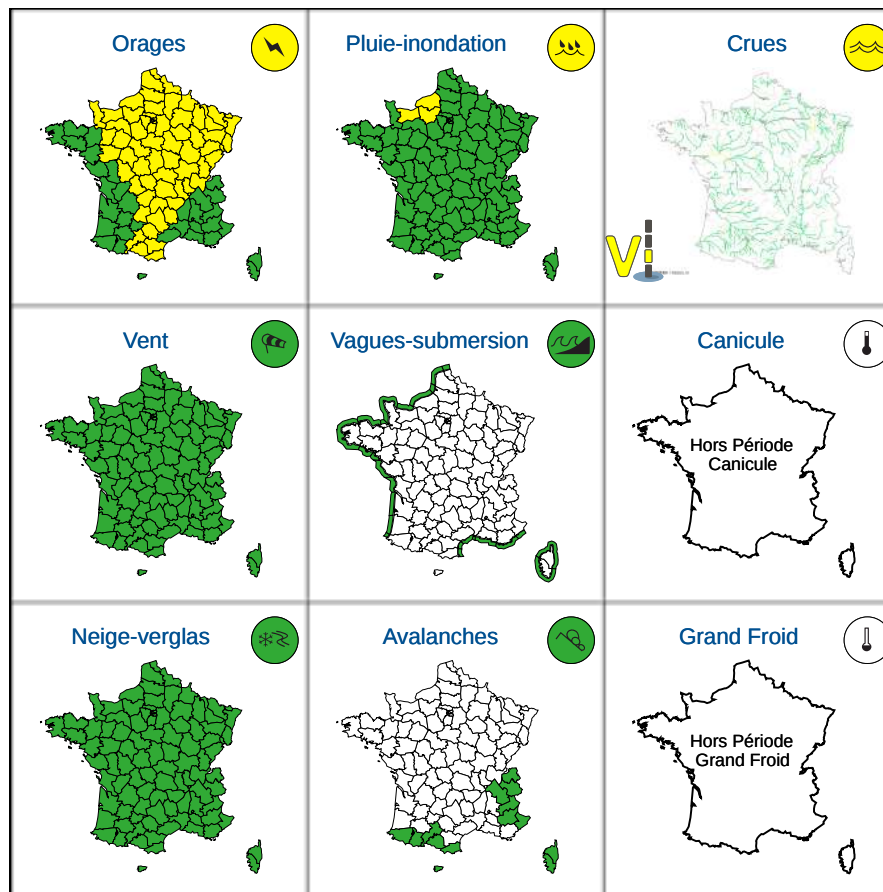 Orages
Pluie-inondation
Crues
Vi
Vent
Vagues-submersion
Canicule
Hors Période
Canicule
Neige-verglas
Avalanches
Grand Froid
Hors Période
Grand Froid